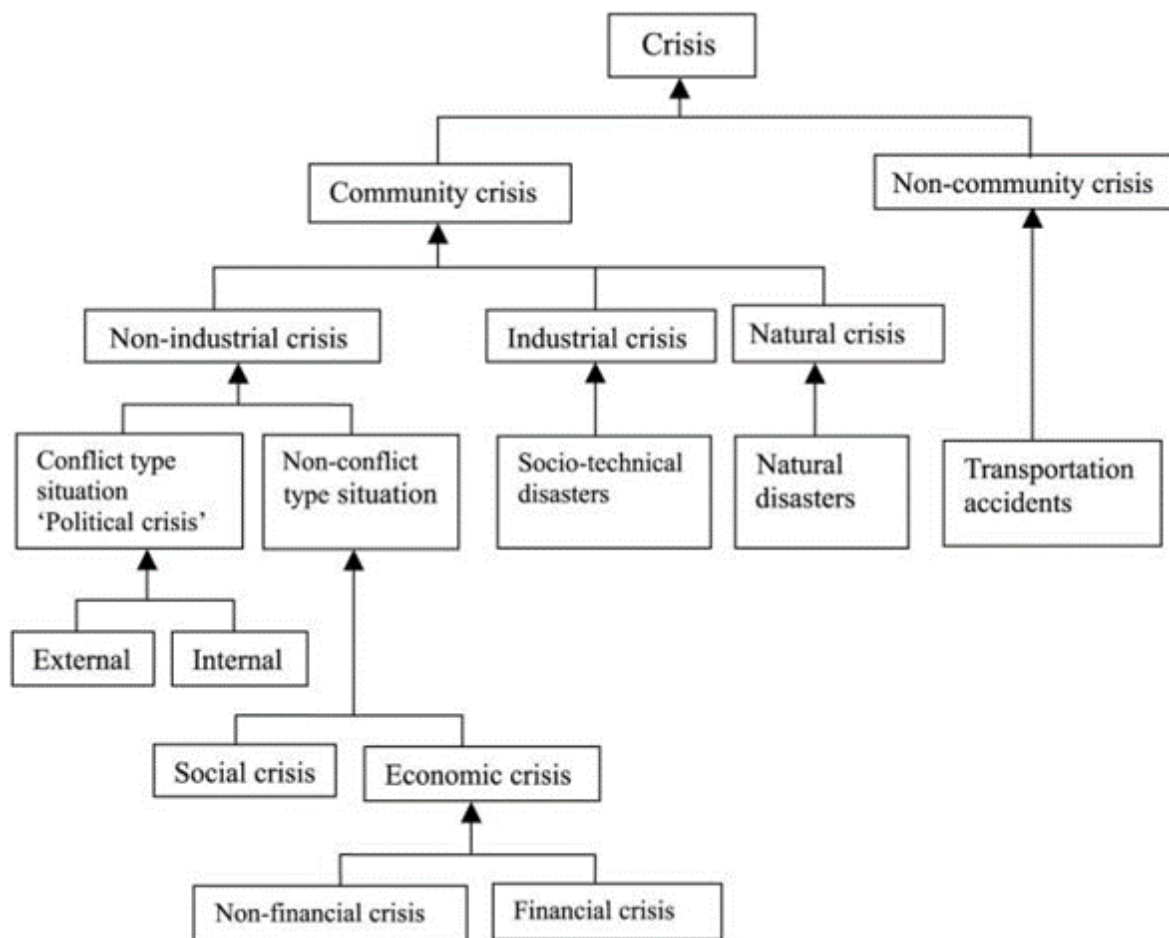 Crisis
Community crisis
Non-community crisis
Non-industrial crisis
Industrial crisis
Natural crisis
Conflict type
situation
‘Political crisis’
Non-conflict
type situation
Socio-technical
disasters
Natural
disasters
Transportation
accidents
External
Internal
Social crisis
Economic crisis
Non-financial crisis
Financial crisis